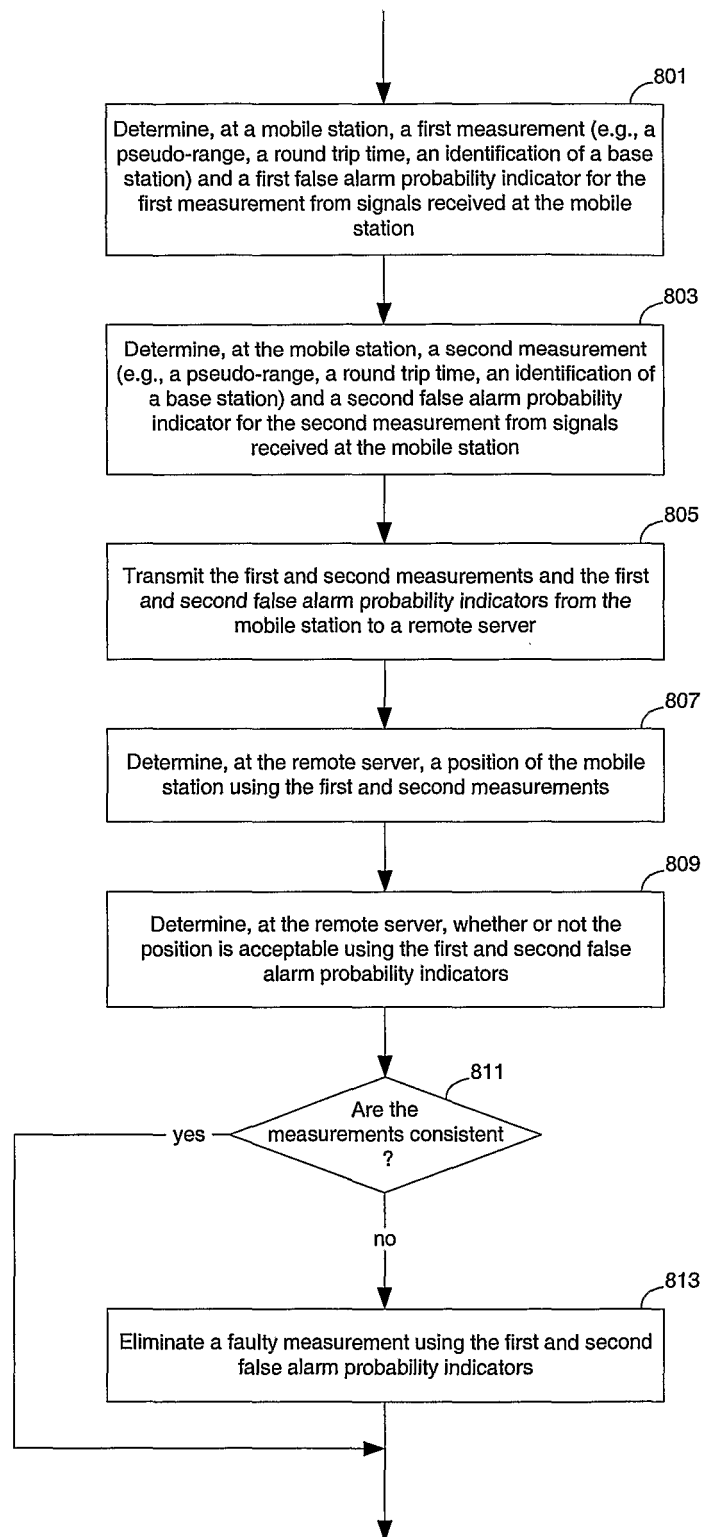 801
Determine, at a mobile station, a first measurement (e.g., a
pseudo-range, a round trip time, an identification of a base
station) and a first false alarm probability indicator for the
first measurement from signals received at the mobile
station
803
Determine, at the mobile station, a second measurement
(e.g., a pseudo-range, a round trip time, an identification of
a base station) and a second false alarm probability
indicator for the second measurement from signals
received at the mobile station
805
Transmit the first and second measurements and the first
and second false alarm probability indicators from the
mobile station to a remote server
807
Determine, at the remote server, a position of the mobile
station using the first and second measurements
809
Determine, at the remote server, whether or not the
position is acceptable using the first and second false
alarm probability indicators
811
Are the
measurements consistent
?
yes
no
813
Eliminate a faulty measurement using the first and second
false alarm probability indicators